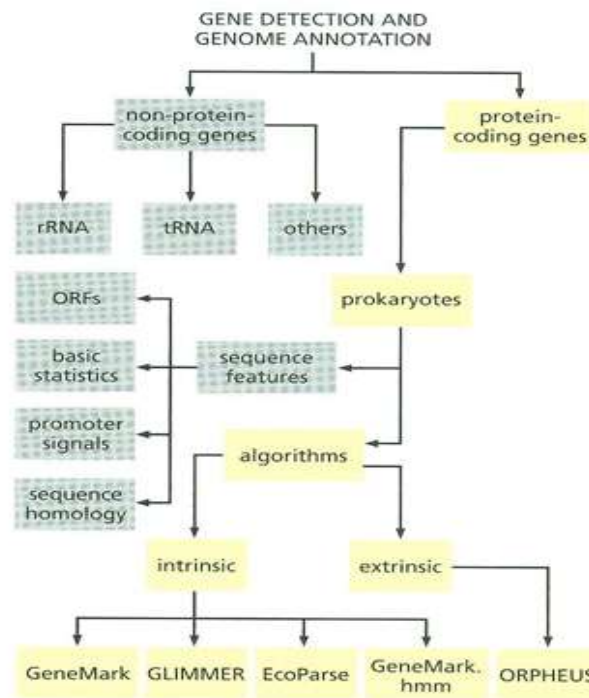 GENE DETECTION AND
GENOME ANNOTATION
non-protein-
coding genes
protein-
coding genes
rRNA
tRNA
others
ORFs
prokaryotes
basic
statistics
sequence
features
promoter
signals
algorithms
sequence
homology
intrinsic
extrinsic
GeneMark
GLIMMER
EcoParse
GeneMark.
hmm
ORPHEUS